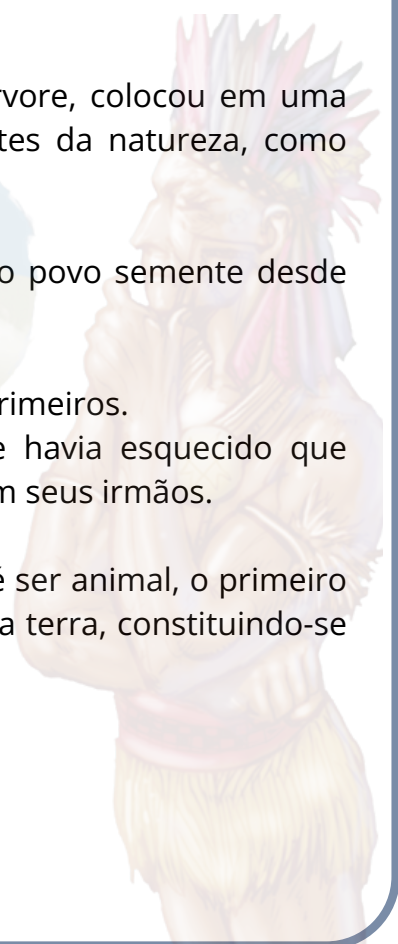 rvore, colocou em uma
tes da natureza, como
o povo semente desde
rimeiros.
e havia esquecido que
m seus irmãos.
é ser animal, o primeiro
a terra, constituindo-se